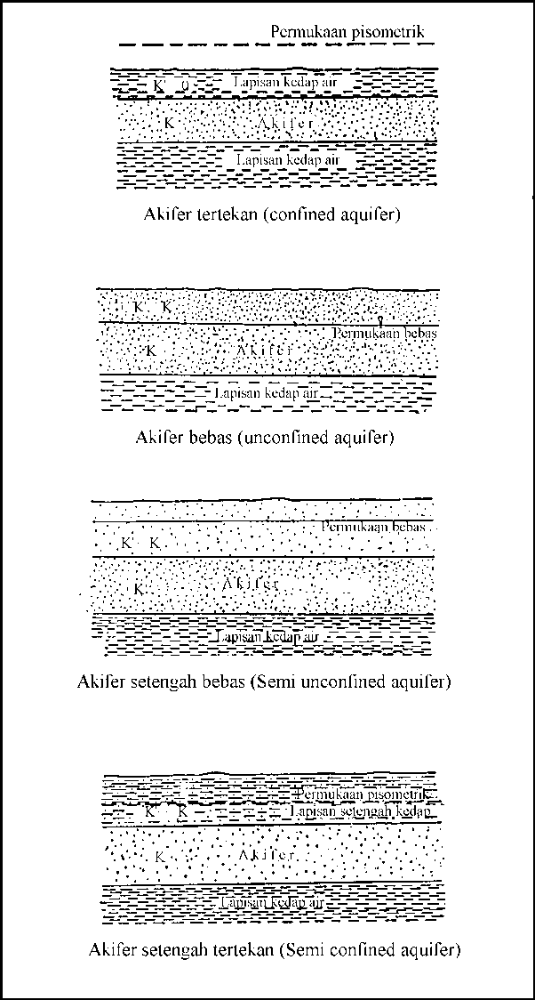 Permukaan pisometrik
K' 0 Lapisan kedap air
K Akifer
Lapisan kedap air
Akifer tertekan (confined aquifer)
K K
Permukaan bebas
K Akifer
Lapisan kedap air
Akifer bebas (unconfined aquifer)
Permukaan bebas
K' K
K Akifer
Lapisan kedap air
Akifer setengah bebas (Semi unconfined aquifer)
Permukaan pisometrik
K' K Lapisan setengah kedap
K Akifer
Lapisan kedap air
Akifer setengah tertekan (Semi confined aquifer)